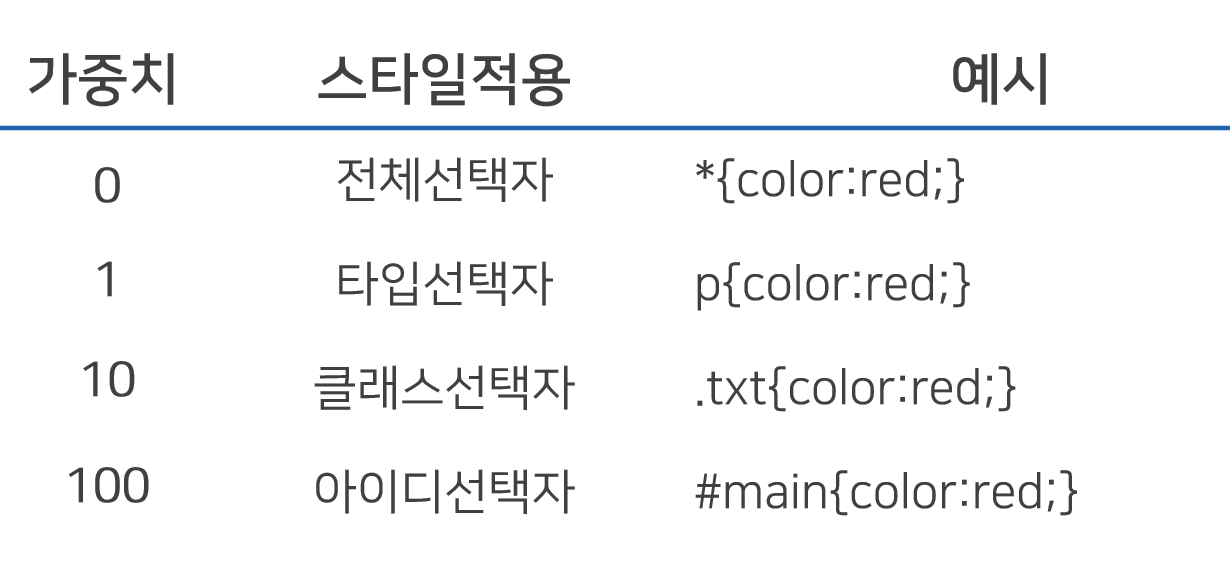 가중치 스타일적용 예시
0 전체선택자 *{color:red;}
1 타입선택자 p{color:red;}
10 클래스선택자 .txt{color:red;}
100 아이디선택자 #main{color:red;}